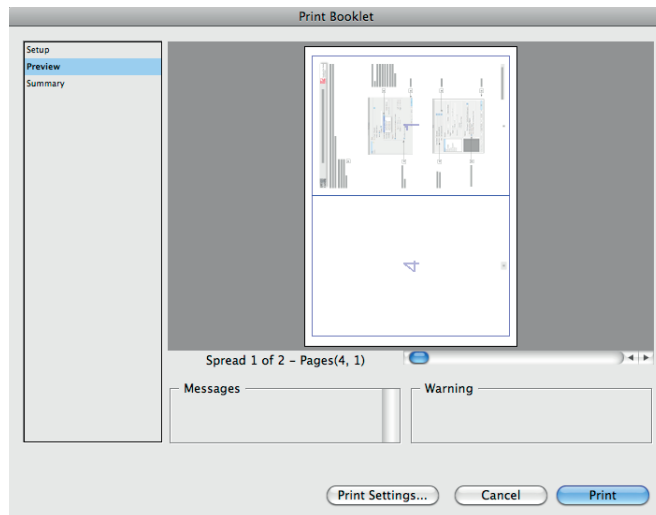 Print Booklet
Setup
Preview
Summary
1
4
Spread 1 of 2 – Pages(4, 1)
Messages
Warning
Print Settings...
Cancel
Print